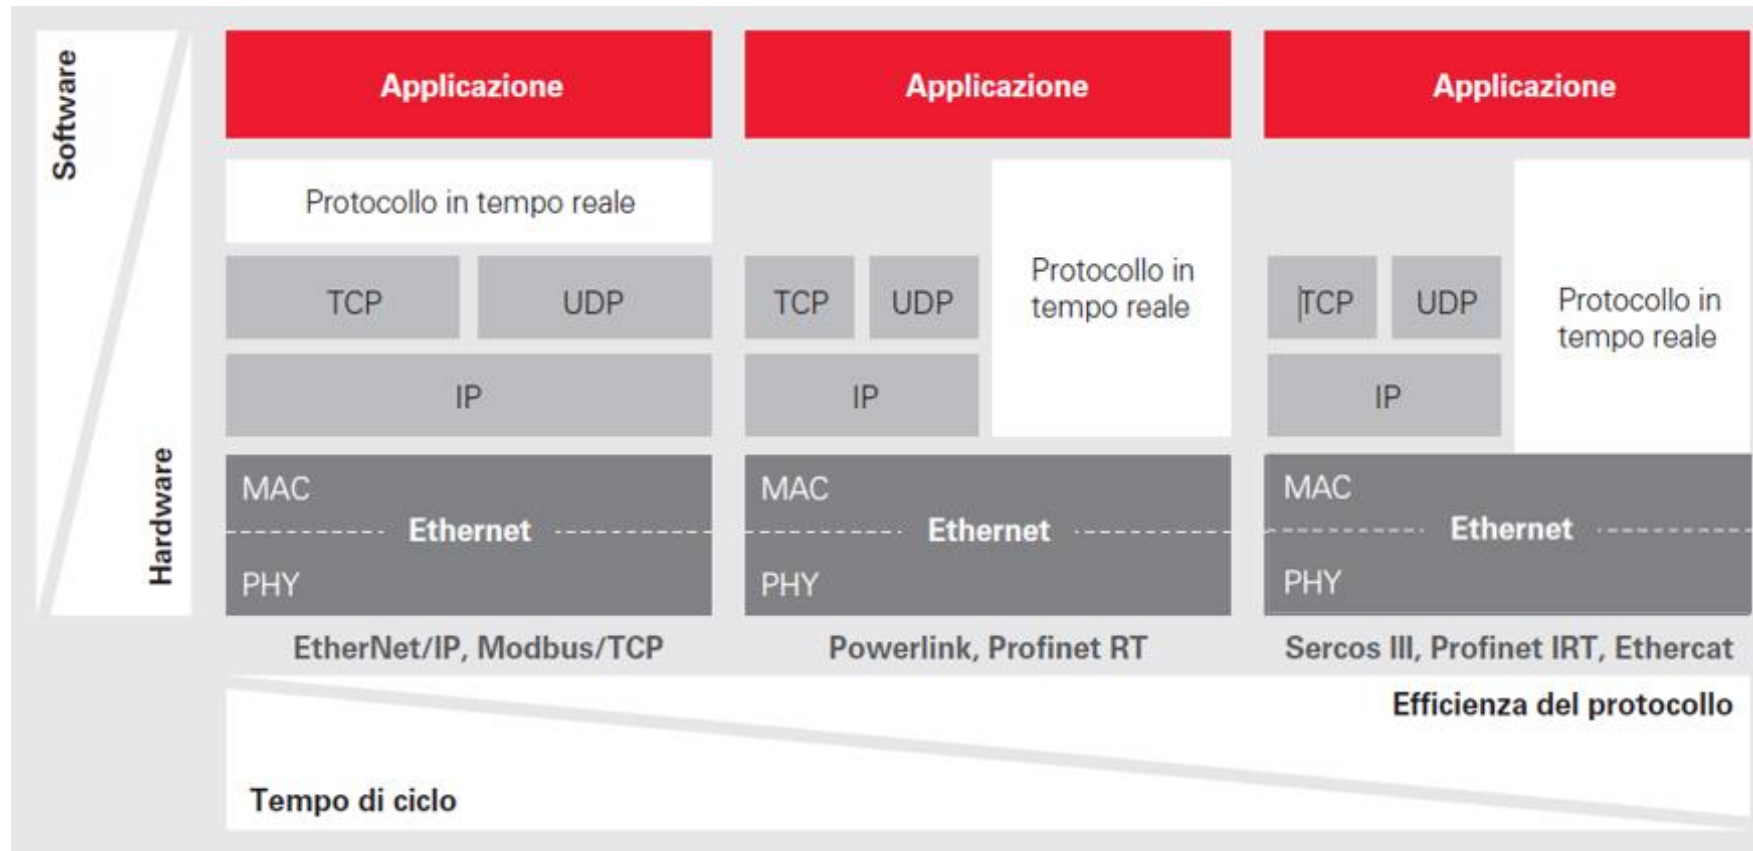 Software
Hardware
Applicazione
Protocollo in tempo reale
TCP
UDP
IP
MAC
Ethernet
PHY
EtherNet/IP, Modbus/TCP
Applicazione
TCP
UDP
Protocollo in
tempo reale
IP
MAC
Ethernet
PHY
Powerlink, Profinet RT
Applicazione
TCP
UDP
Protocollo in
tempo reale
IP
MAC
Ethernet
PHY
Sercos III, Profinet IRT, Ethercat
Efficienza del protocollo
Tempo di ciclo